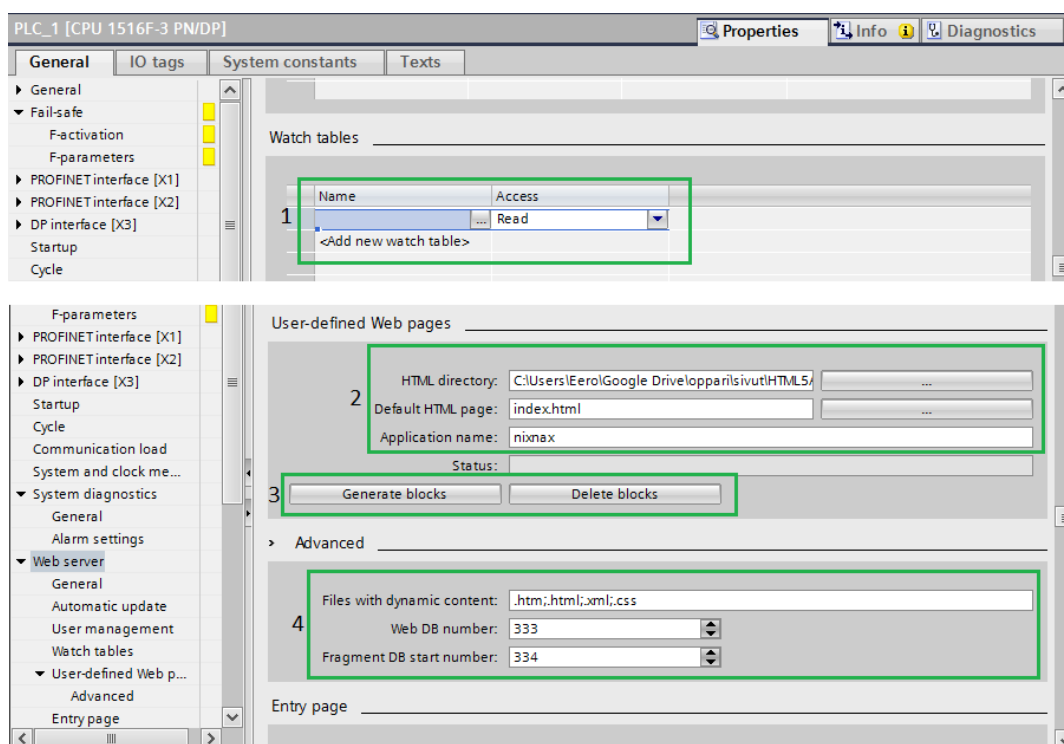 PLC_1 [CPU 1516F-3 PN/DP]
Properties
Info
Diagnostics
General
IO tags
System constants
Texts
General
Fail-safe
F-activation
F-parameters
PROFINET interface [X1]
PROFINET interface [X2]
DP interface [X3]
Startup
Cycle
Watch tables
Name
Access
1
...
Read
<Add new watch table>
F-parameters
PROFINET interface [X1]
PROFINET interface [X2]
DP interface [X3]
Startup
Cycle
Communication load
System and clock me...
System diagnostics
General
Alarm settings
Web server
General
Automatic update
User management
Watch tables
User-defined Web p...
Advanced
Entry page
User-defined Web pages
2
HTML directory: C:\Users\Eero\Google Drive\oppari\sivut\HTML5/ ...
Default HTML page: index.html ...
Application name: nixnax
Status:
3
Generate blocks
Delete blocks
Advanced
4
Files with dynamic content: .htm;.html;.xml;.css
Web DB number: 333
Fragment DB start number: 334
Entry page